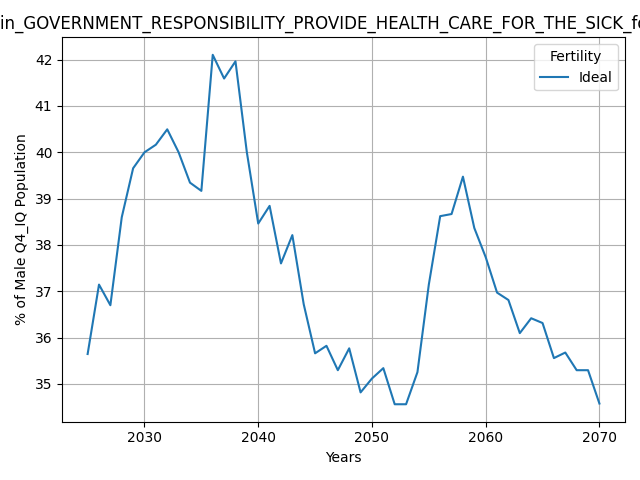 in_GOVERNMENT_RESPONSIBILITY_PROVIDE_HEALTH_CARE_FOR_THE_SICK_fe
Fertility
Ideal
42
41
40
39
38
37
36
35
% of Male Q4_IQ Population
2030 2040 2050 2060 2070
Years